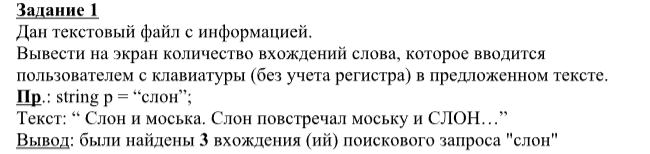 Задание 1
Дан текстовый файл с информацией.
Вывести на экран количество вхождений слова, которое вводится
пользователем с клавиатуры (без учета регистра) в предложенном тексте.
Пр.: string p = “слон”;
Текст: “ Слон и моська. Слон повстречал моську и СЛОН…”
Вывод: были найдены 3 вхождения (ий) поискового запроса "слон"